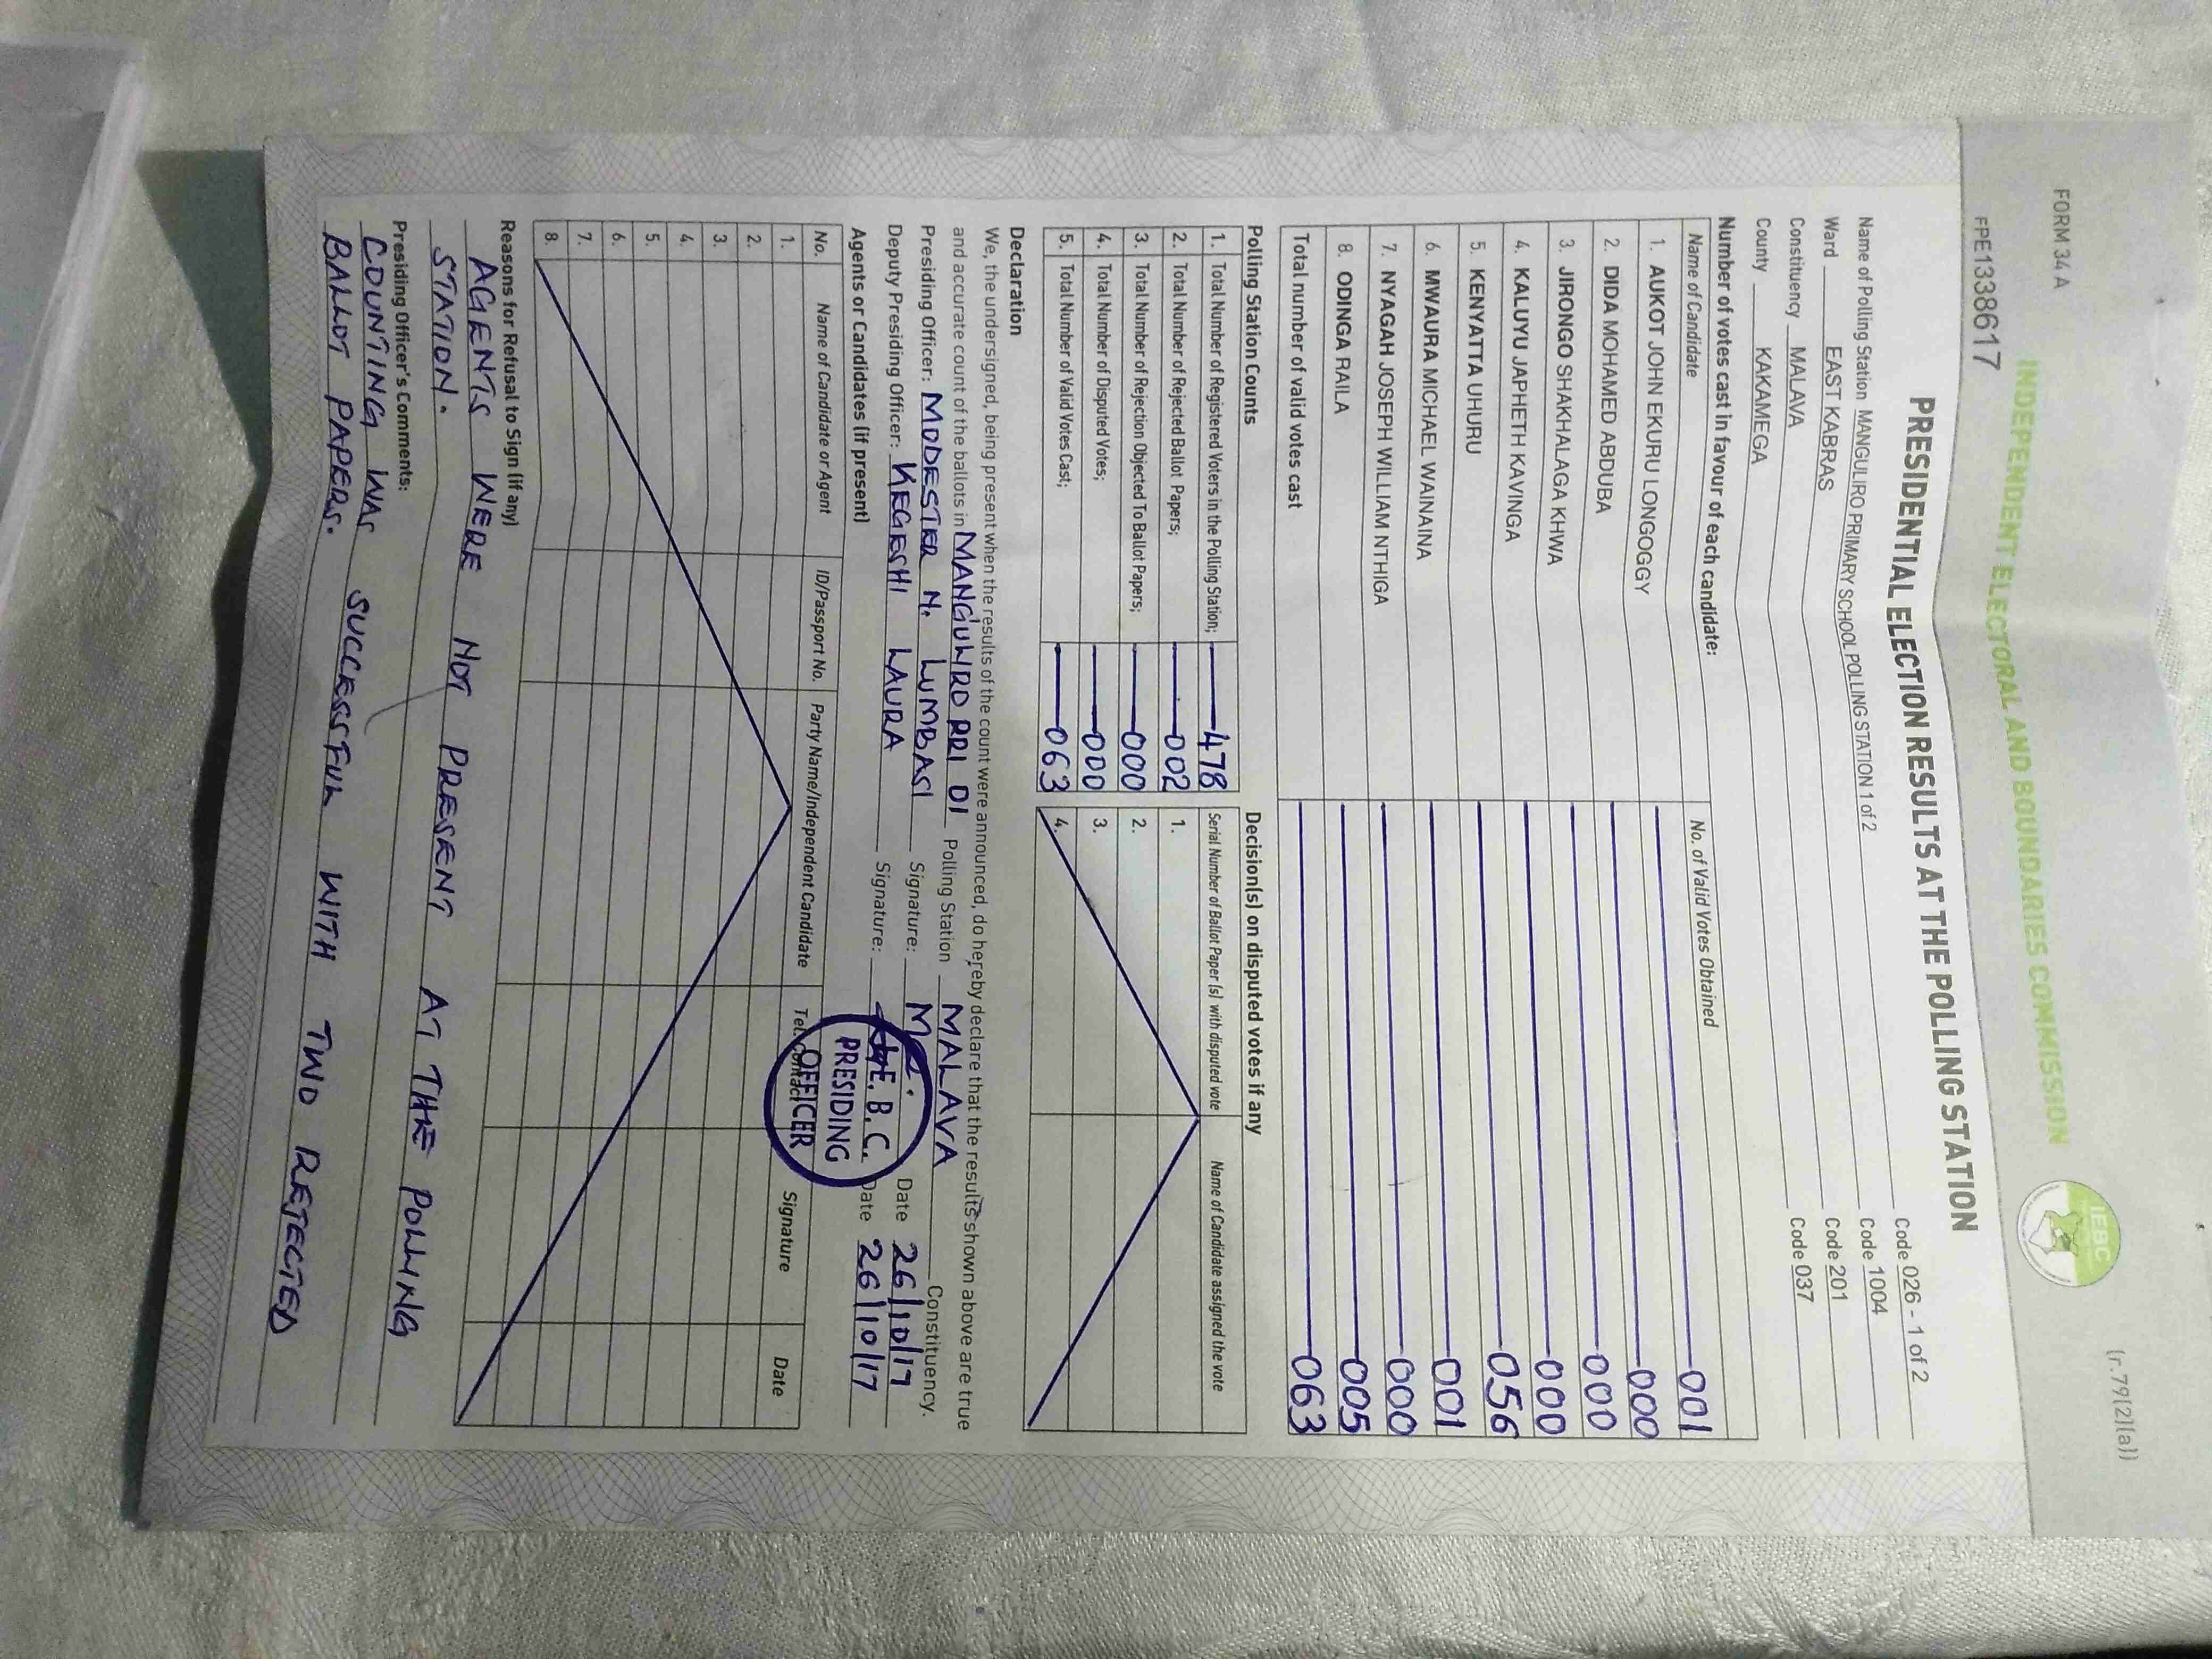 FORM 34A
(r.79(2)(a))
INDEPENDENT ELECTORAL AND BOUNDARIES COMMISSION
IEBC
FPE1338617
PRESIDENTIAL ELECTION RESULTS AT THE POLLING STATION
Name of Polling Station MANGULIRO PRIMARY SCHOOL POLLING STATION 1 of 2 Code 026 - 1 of 2
Ward EAST KABRAS Code 1004
Constituency MALAVA Code 201
County KAKAMEGA Code 037
Number of votes cast in favour of each candidate:
Name of Candidate No. of Valid Votes Obtained
1. AUKOT JOHN EKURU LONGOGGY 001
2. DIDA MOHAMED ABDUBA 000
3. JIRONGO SHAKHALAGA KHWA 000
4. KALUYU JAPHETH KAVINGA 000
5. KENYATTA UHURU 056
6. MWAURA MICHAEL WAINAINA 001
7. NYAGAH JOSEPH WILLIAM NTHIGA 000
8. ODINGA RAILA 005
Total number of valid votes cast 063
Polling Station Counts
1. Total Number of Registered Voters in the Polling Station; 478
2. Total Number of Rejected Ballot Papers; 002
3. Total Number of Rejection Objected To Ballot Papers; 000
4. Total Number of Disputed Votes; 000
5. Total Number of Valid Votes Cast; 063
Decision(s) on disputed votes if any
Serial Number of Ballot Paper (s) with disputed vote Name of Candidate assigned the vote
1.
2.
3.
4.
Declaration
We, the undersigned, being present when the results of the count were announced, do hereby declare that the results shown above are true
and accurate count of the ballots in PRI 01 Polling Station MALAVA Constituency.
Presiding Officer: MODESTER N. LUMBASI Signature: Date 26/10/17
Deputy Presiding Officer: KEGESHI LAURA Signature: Date 26/10/17
I.E.B.C.
PRESIDING
OFFICER
Agents or Candidates (if present)
No. Name of Candidate or Agent ID/Passport No. Party Name/Independent Candidate Tel. Contact Signature Date
1.
2.
3.
4.
5.
6.
7.
8.
Reasons for Refusal to Sign (if any)
AGENTS WERE NOT PRESENT AT THE POLLING
STATION.
Presiding Officer's Comments:
COUNTING WAS SUCCESSFUL WITH TWO REJECTED
BALLOT PAPERS.